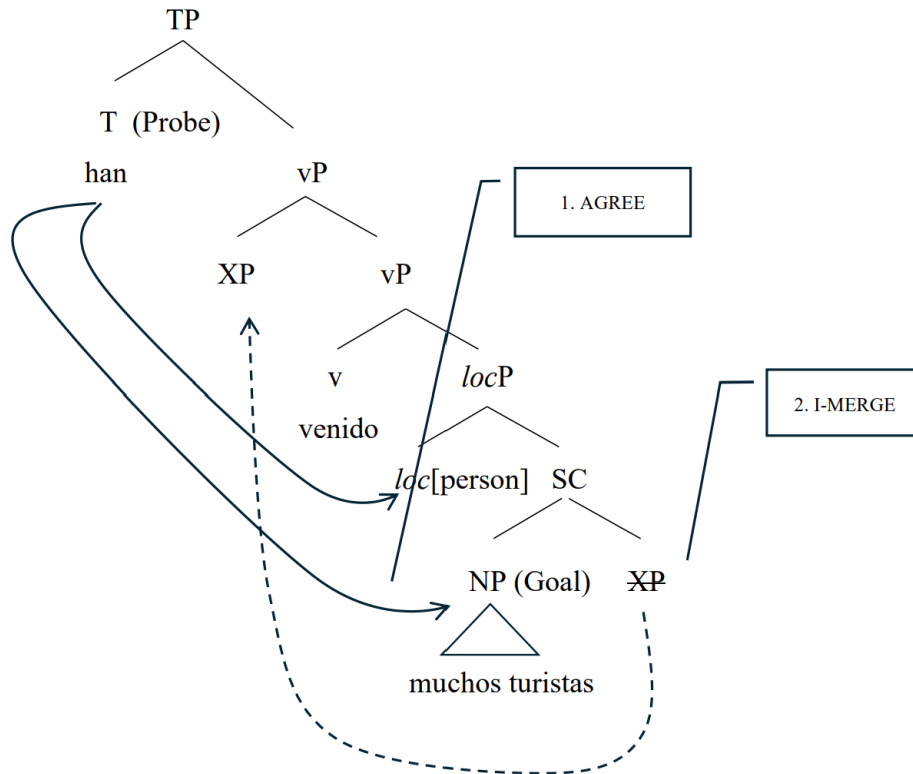 TP
T (Probe)
han
vP
1. AGREE
XP
vP
v
locP
venido
2. I-MERGE
loc[person]
SC
NP (Goal)
XP
muchos turistas